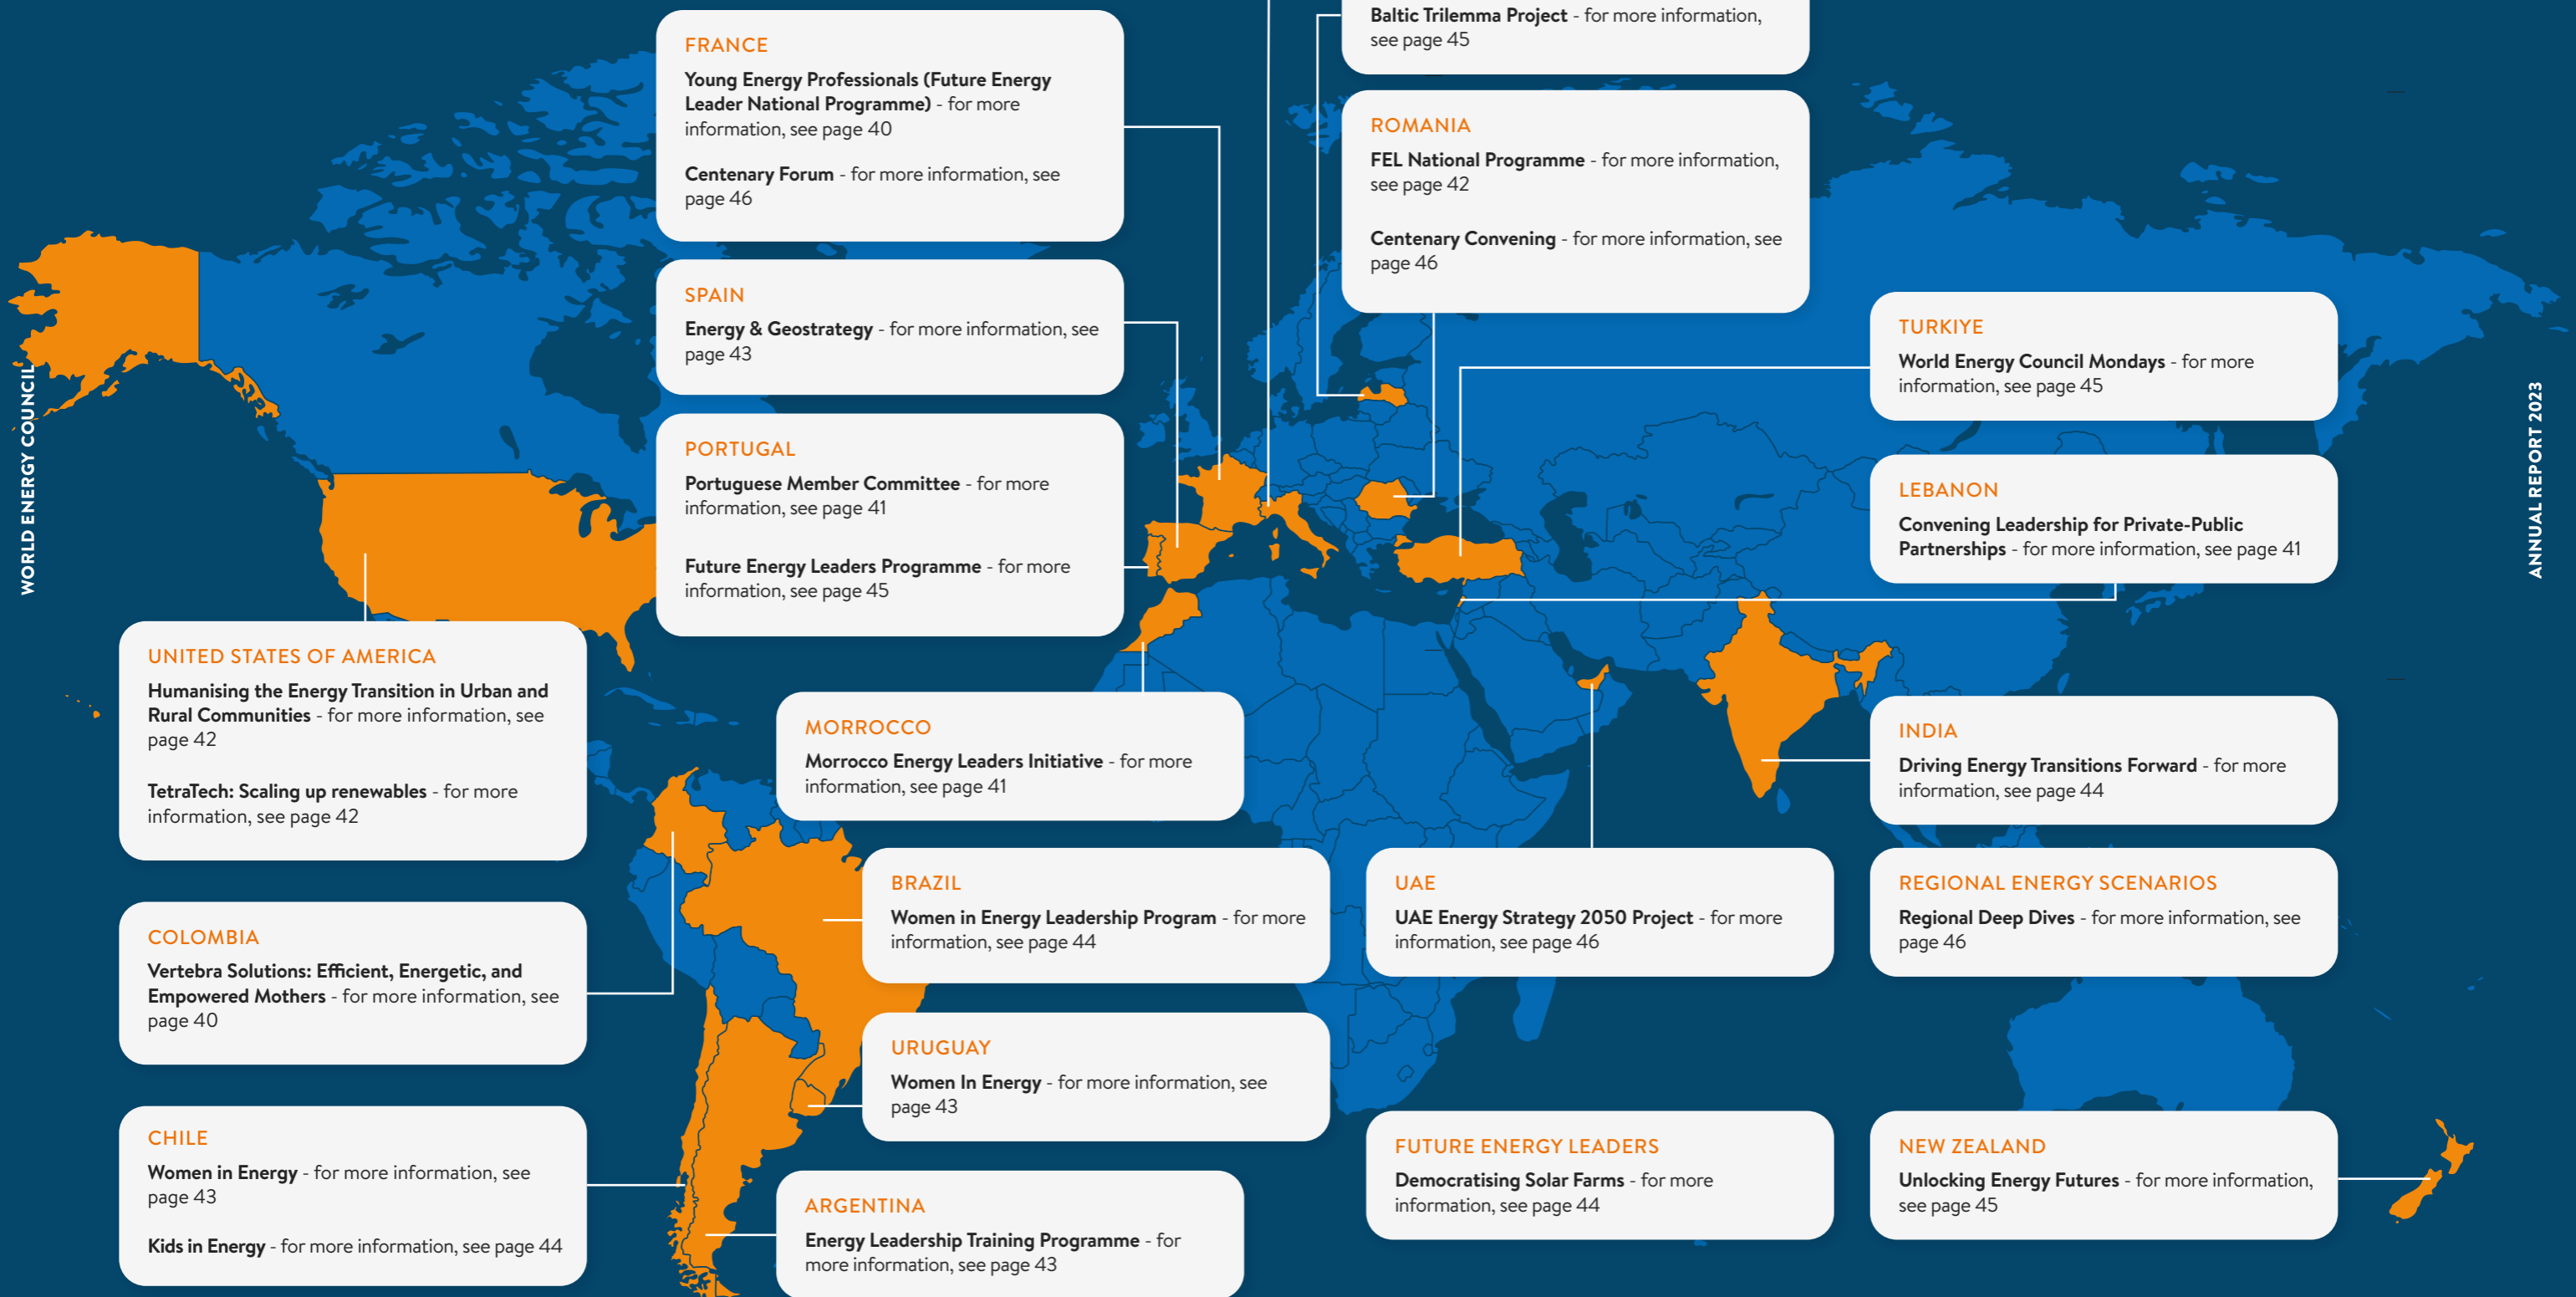 WORLD ENERGY COUNCIL
ANNUAL REPORT 2023
FRANCE
Young Energy Professionals (Future Energy
Leader National Programme) - for more
information, see page 40
Centenary Forum - for more information, see
page 46
SPAIN
Energy & Geostrategy - for more information, see
page 43
PORTUGAL
Portuguese Member Committee - for more
information, see page 41
Future Energy Leaders Programme - for more
information, see page 45
Baltic Trilemma Project - for more information,
see page 45
ROMANIA
FEL National Programme - for more information,
see page 42
Centenary Convening - for more information, see
page 46
TURKIYE
World Energy Council Mondays - for more
information, see page 45
LEBANON
Convening Leadership for Private-Public
Partnerships - for more information, see page 41
UNITED STATES OF AMERICA
Humanising the Energy Transition in Urban and
Rural Communities - for more information, see
page 42
TetraTech: Scaling up renewables - for more
information, see page 42
MORROCCO
Morrocco Energy Leaders Initiative - for more
information, see page 41
INDIA
Driving Energy Transitions Forward - for more
information, see page 44
COLOMBIA
Vertebra Solutions: Efficient, Energetic, and
Empowered Mothers - for more information, see
page 40
BRAZIL
Women in Energy Leadership Program - for more
information, see page 44
UAE
UAE Energy Strategy 2050 Project - for more
information, see page 46
REGIONAL ENERGY SCENARIOS
Regional Deep Dives - for more information, see
page 46
URUGUAY
Women In Energy - for more information, see
page 43
CHILE
Women in Energy - for more information, see
page 43
Kids in Energy - for more information, see page 44
ARGENTINA
Energy Leadership Training Programme - for
more information, see page 43
FUTURE ENERGY LEADERS
Democratising Solar Farms - for more
information, see page 44
NEW ZEALAND
Unlocking Energy Futures - for more information,
see page 45